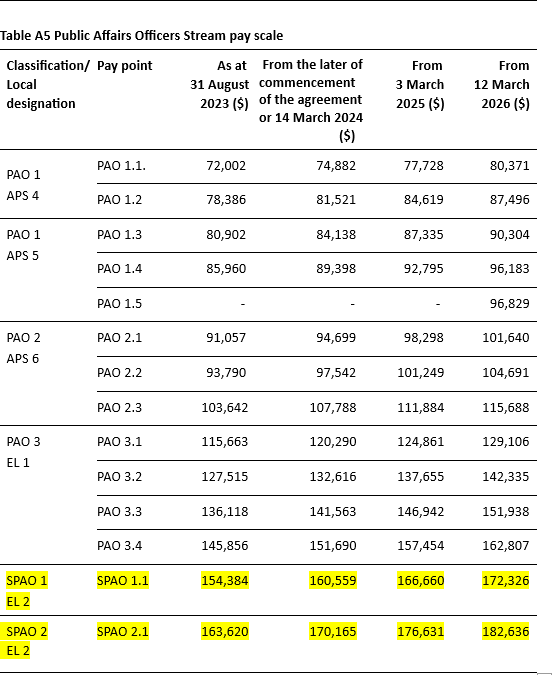 Table A5 Public Affairs Officers Stream pay scale
Classification/ Local designation Pay point As at 31 August 2023 ($) From the later of commencement of the agreement or 14 March 2024 ($) From 3 March 2025 ($) From 12 March 2026 ($)
PAO 1 APS 4 PAO 1.1. 72,002 74,882 77,728 80,371
PAO 1.2 78,386 81,521 84,619 87,496
PAO 1 APS 5 PAO 1.3 80,902 84,138 87,335 90,304
PAO 1.4 85,960 89,398 92,795 96,183
PAO 1.5 - - - 96,829
PAO 2 APS 6 PAO 2.1 91,057 94,699 98,298 101,640
PAO 2.2 93,790 97,542 101,249 104,691
PAO 2.3 103,642 107,788 111,884 115,688
PAO 3 EL 1 PAO 3.1 115,663 120,290 124,861 129,106
PAO 3.2 127,515 132,616 137,655 142,335
PAO 3.3 136,118 141,563 146,942 151,938
PAO 3.4 145,856 151,690 157,454 162,807
SPAO 1 EL 2 SPAO 1.1 154,384 160,559 166,660 172,326
SPAO 2 EL 2 SPAO 2.1 163,620 170,165 176,631 182,636